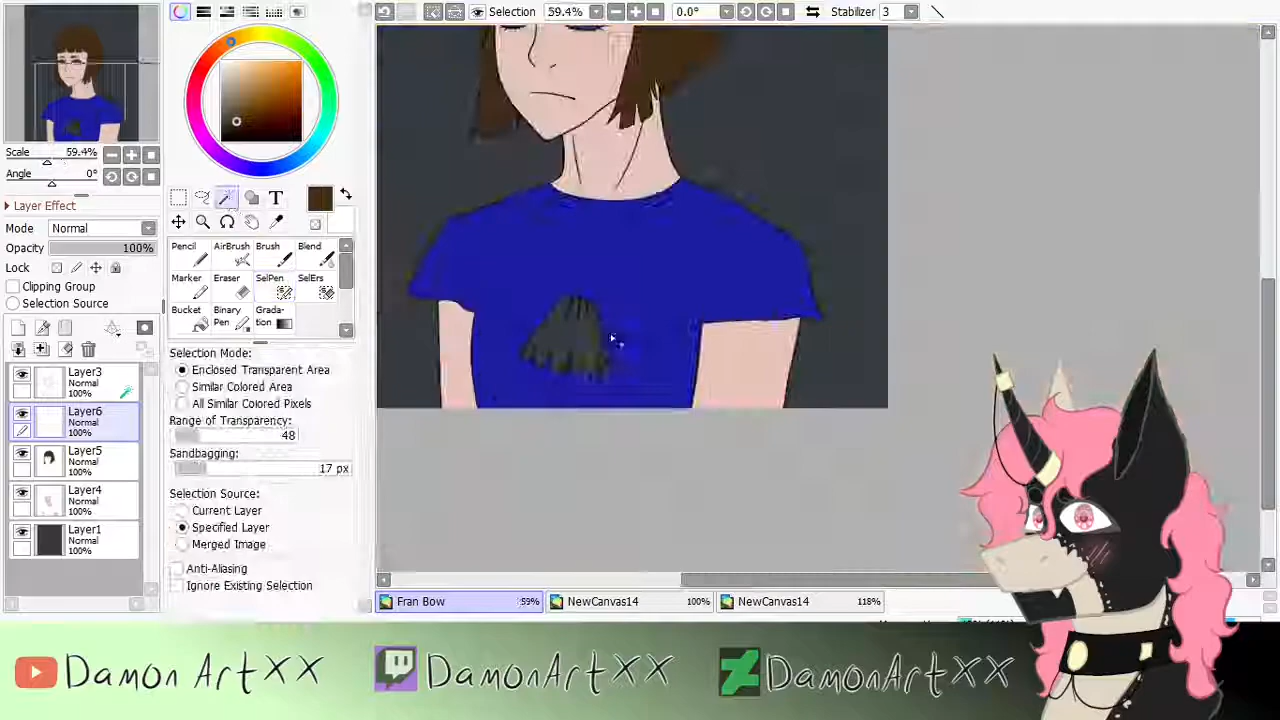 Selection 59.4% 0.0° Stabilizer 3
Scale 59.4%
Angle 0°
Layer Effect
Mode Normal
Opacity 100%
Lock
Clipping Group
Selection Source
Layer3
Normal
100%
Layer6
Normal
100%
Layer5
Normal
100%
Layer4
Normal
100%
Layer1
Normal
100%
T
Pencil AirBrush Brush Blend
Marker Eraser SelPen SelErs
Bucket Binary Pen Gradation
Selection Mode:
Enclosed Transparent Area
Similar Colored Area
All Similar Colored Pixels
Range of Transparency:
48
Sandbagging:
17 px
Selection Source:
Current Layer
Specified Layer
Merged Image
Anti-Aliasing
Ignore Existing Selection
Fran Bow 59% NewCanvas14 100% NewCanvas14 118%
DamonArtXX DamonArtXX DamonArtXX